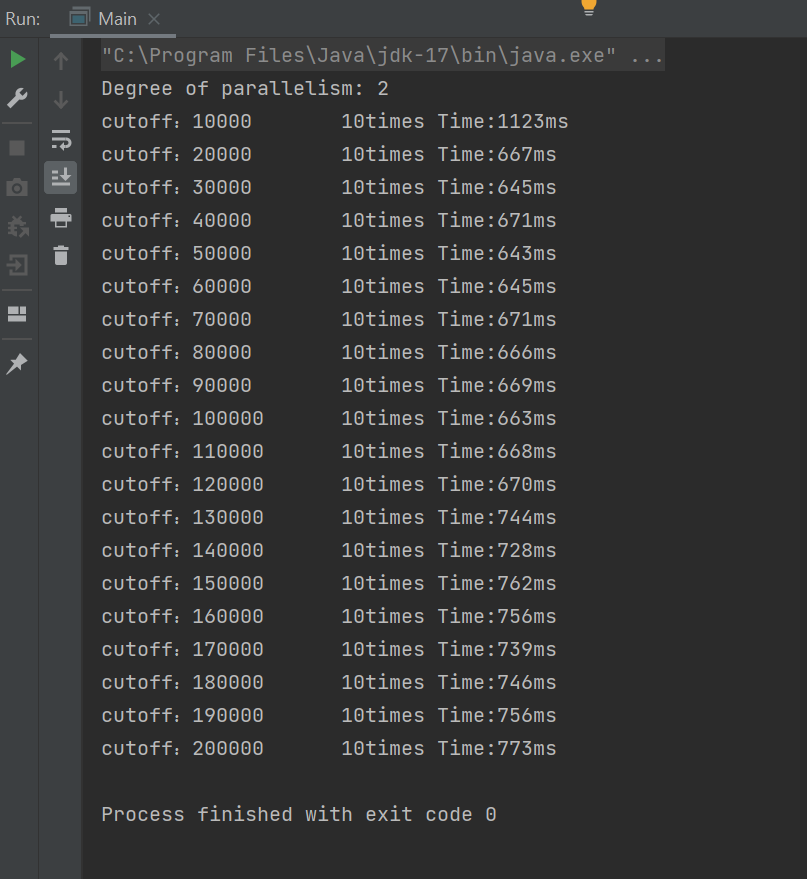 Run: Main
"C:\Program Files\Java\jdk-17\bin\java.exe" ...
Degree of parallelism: 2
cutoff：10000 10times Time:1123ms
cutoff：20000 10times Time:667ms
cutoff：30000 10times Time:645ms
cutoff：40000 10times Time:671ms
cutoff：50000 10times Time:643ms
cutoff：60000 10times Time:645ms
cutoff：70000 10times Time:671ms
cutoff：80000 10times Time:666ms
cutoff：90000 10times Time:669ms
cutoff：100000 10times Time:663ms
cutoff：110000 10times Time:668ms
cutoff：120000 10times Time:670ms
cutoff：130000 10times Time:744ms
cutoff：140000 10times Time:728ms
cutoff：150000 10times Time:762ms
cutoff：160000 10times Time:756ms
cutoff：170000 10times Time:739ms
cutoff：180000 10times Time:746ms
cutoff：190000 10times Time:756ms
cutoff：200000 10times Time:773ms
Process finished with exit code 0